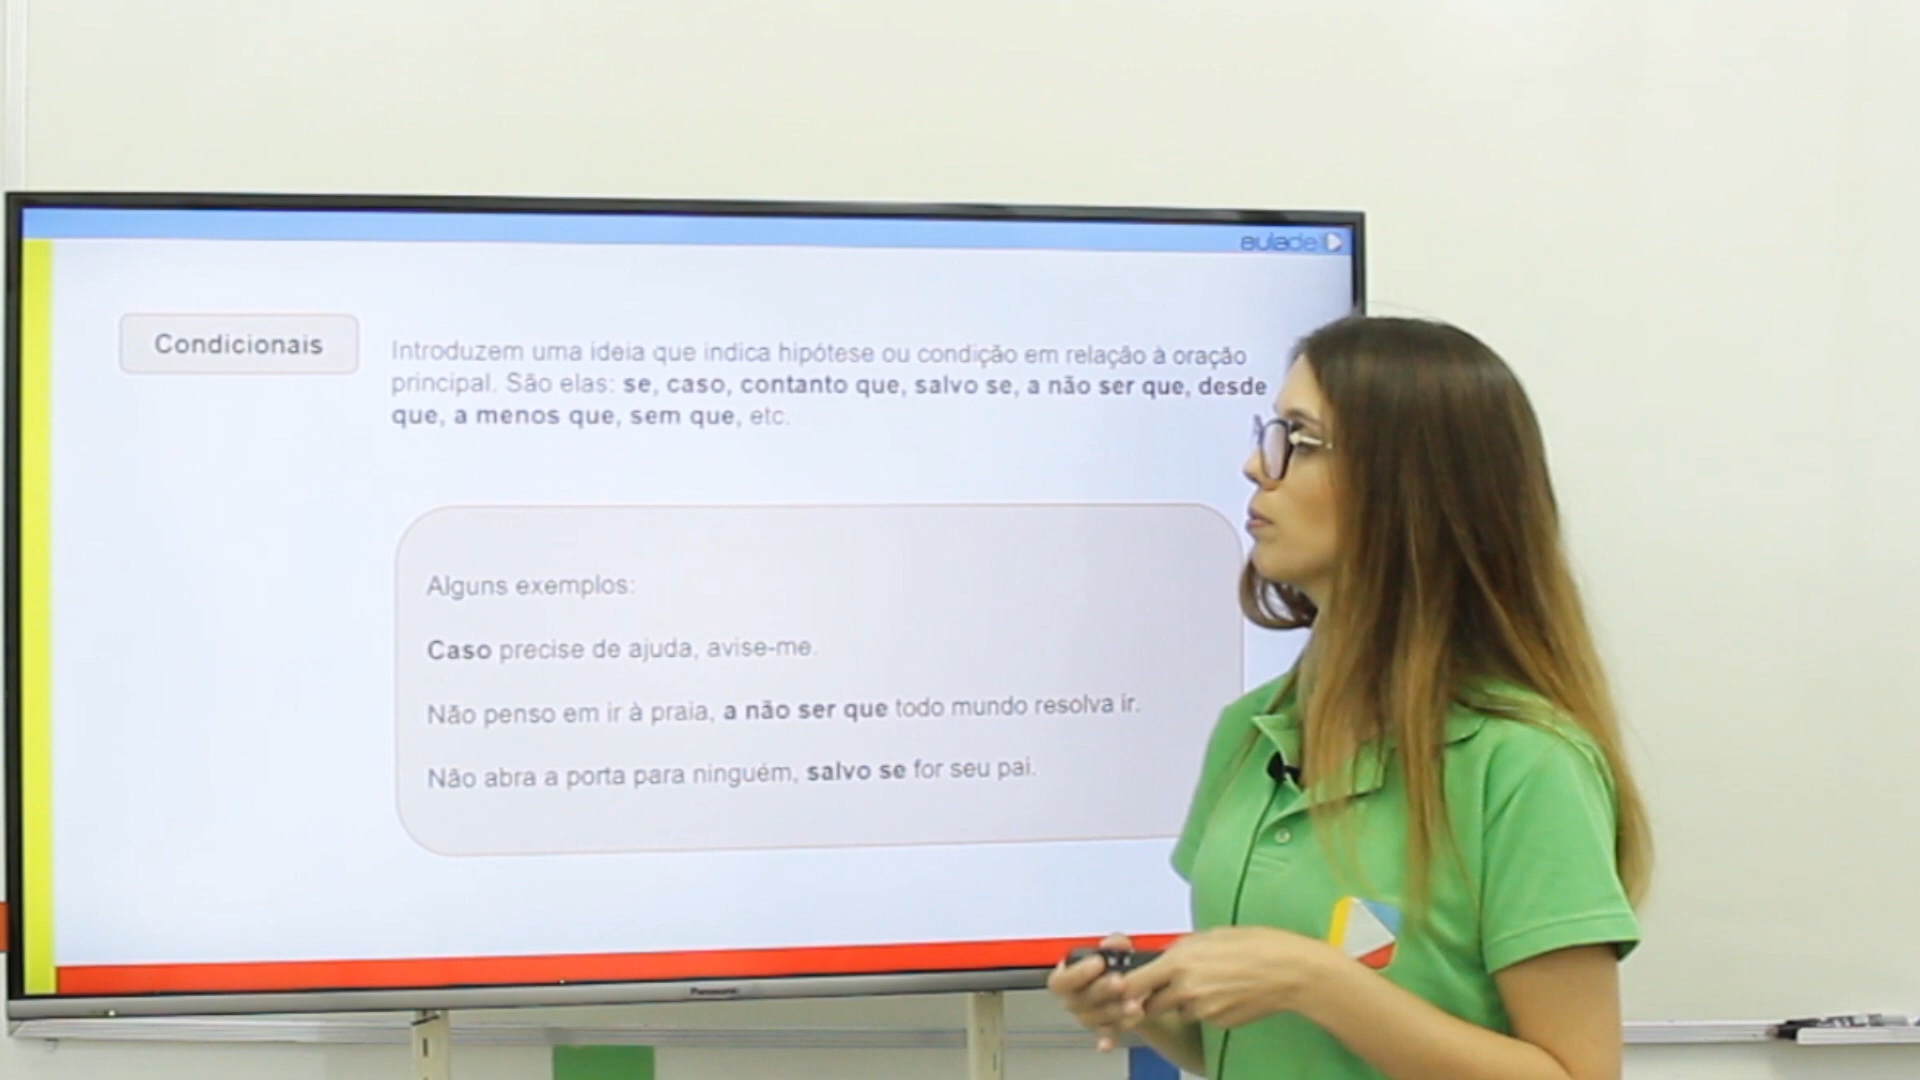 aulade
Condicionais
Introduzem uma ideia que indica hipótese ou condição em relação à oração
principal. São elas: se, caso, contanto que, salvo se, a não ser que, desde
que, a menos que, sem que, etc.
Alguns exemplos:
Caso precise de ajuda, avise-me.
Não penso em ir à praia, a não ser que todo mundo resolva ir.
Não abra a porta para ninguém, salvo se for seu pai.
Panasonic